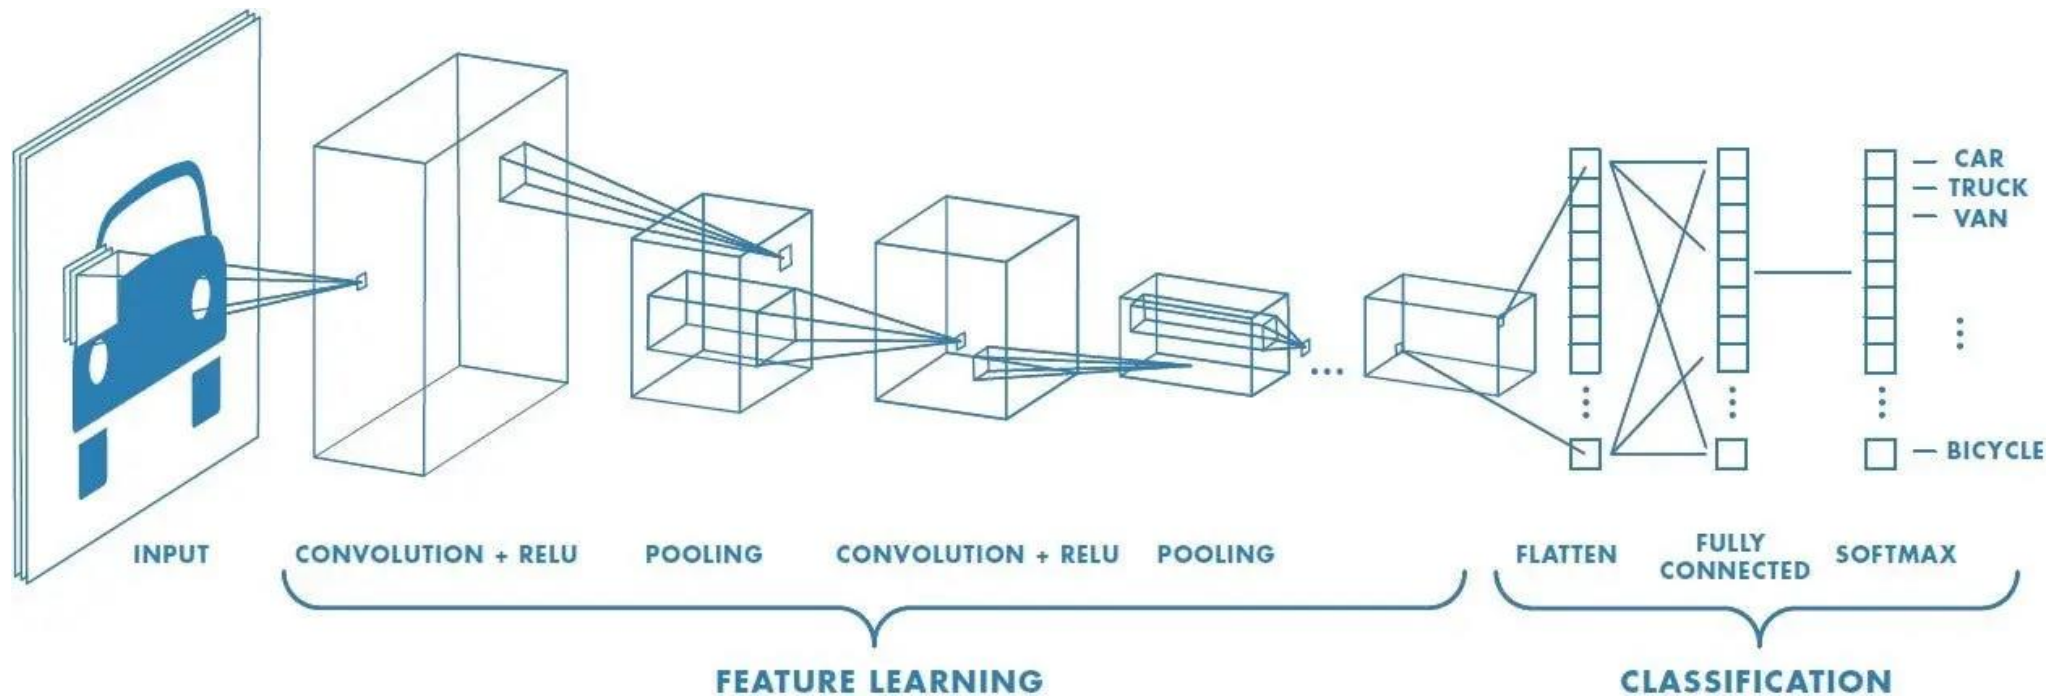 CAR
TRUCK
VAN
BICYCLE
INPUT
CONVOLUTION + RELU
POOLING
CONVOLUTION + RELU
POOLING
FLATTEN
FULLY
CONNECTED
SOFTMAX
FEATURE LEARNING
CLASSIFICATION